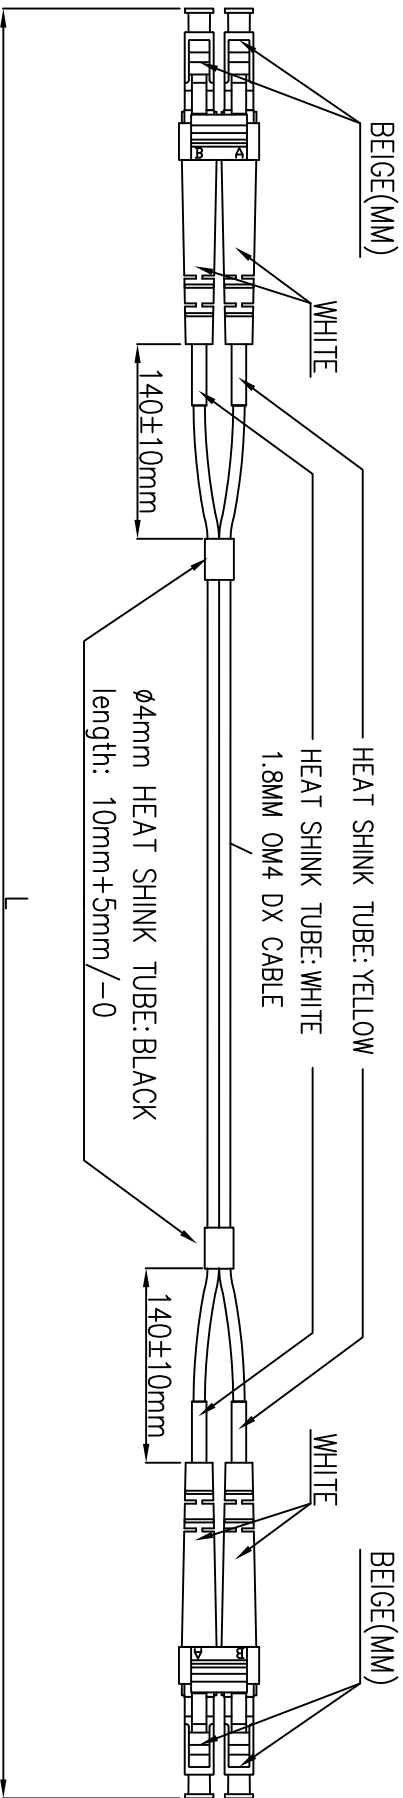 BEIGE(MM)
WHITE
140±10mm
B
A
HEAT SHINK TUBE:YELLOW
HEAT SHINK TUBE:WHITE
1.8MM OM4 DX CABLE
Ø4mm HEAT SHINK TUBE:BLACK
length: 10mm+5mm/-0
L
BEIGE(MM)
WHITE
140±10mm
B
A